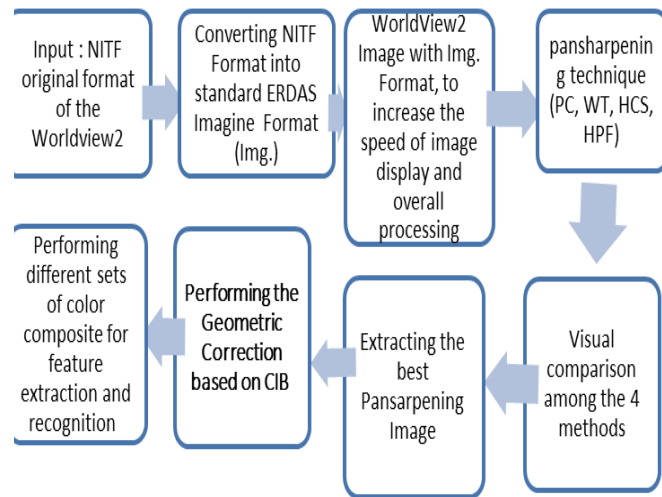 Input : NITF
original format
of the
Worldview2
Converting NITF
Format into
standard ERDAS
Imagine Format
(Img.)
WorldView2
Image with Img.
Format, to
increase the
speed of image
display and
overall
processing
pansharpenin
g technique
(PC, WT, HCS,
HPF)
Visual
comparison
among the 4
methods
Extracting the
best
Pansarpening
Image
Performing the
Geometric
Correction
based on CIB
Performing
different sets
of color
composite for
feature
extraction and
recognition